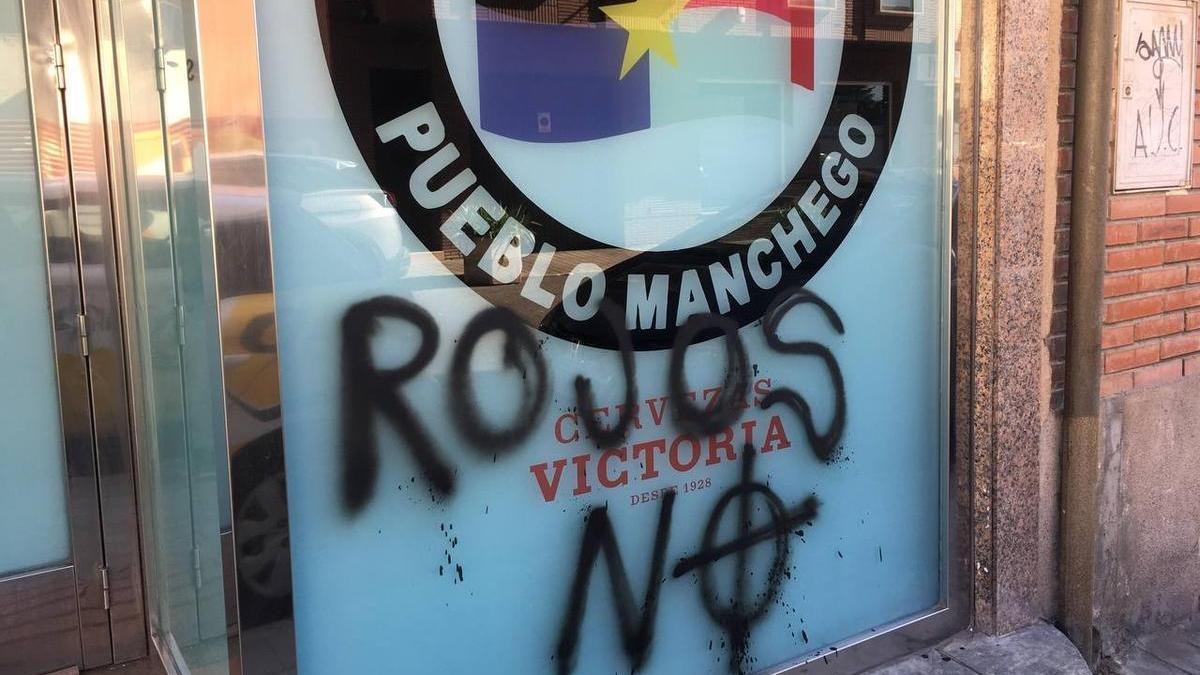 PUEBLO MANCHEGO
ROJOS
CERVEZAS
VICTORIA
DESDE 1928
NO